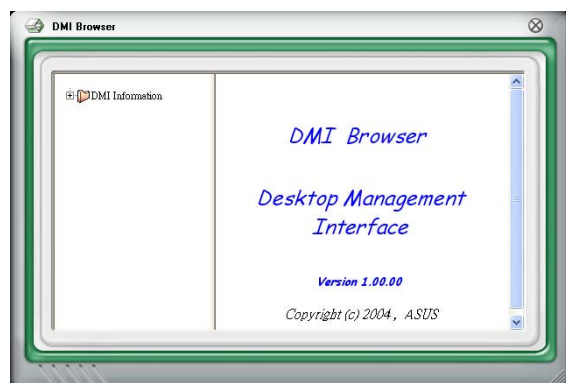 DMI Browser
DMI Information
DMI Browser
Desktop Management
Interface
Version 1.00.00
Copyright (c) 2004, ASUS